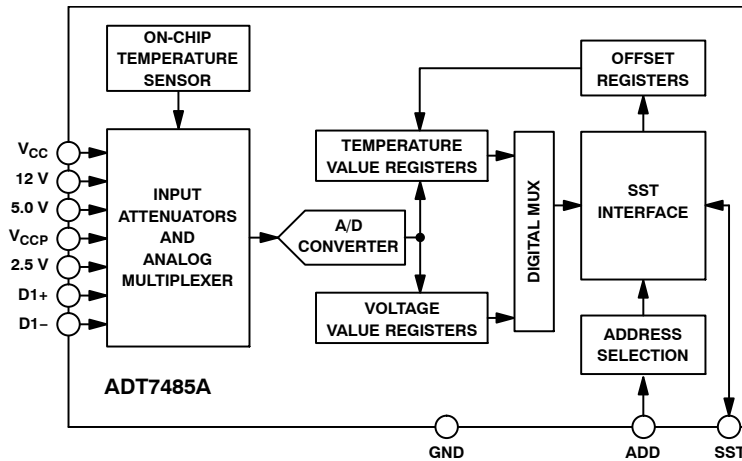 ON-CHIP
TEMPERATURE
SENSOR
OFFSET
REGISTERS
VCC
12 V
5.0 V
VCCP
2.5 V
D1+
D1−
INPUT
ATTENUATORS
AND
ANALOG
MULTIPLEXER
A/D
CONVERTER
TEMPERATURE
VALUE REGISTERS
VOLTAGE
VALUE REGISTERS
DIGITAL MUX
SST
INTERFACE
ADDRESS
SELECTION
ADT7485A
GND
ADD
SST